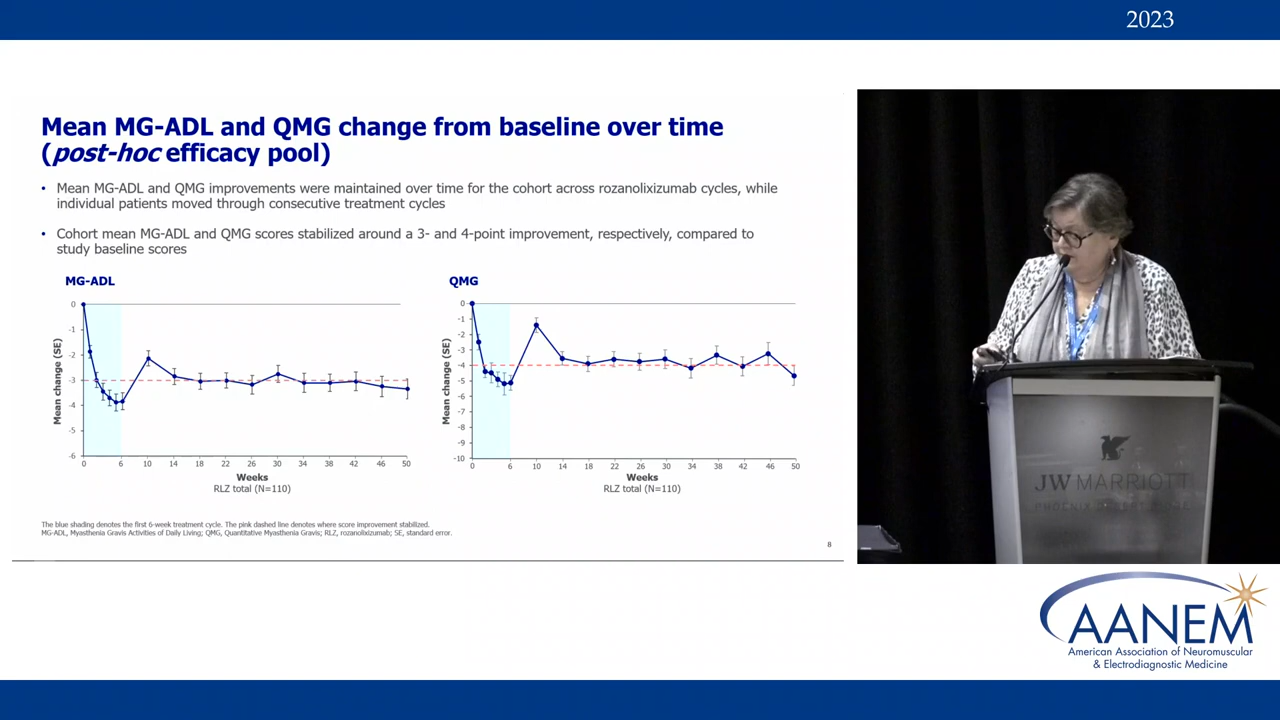 2023
Mean MG-ADL and QMG change from baseline over time
(post-hoc efficacy pool)
• Mean MG-ADL and QMG improvements were maintained over time for the cohort across rozanolixizumab cycles, while
individual patients moved through consecutive treatment cycles
• Cohort mean MG-ADL and QMG scores stabilized around a 3- and 4-point improvement, respectively, compared to
study baseline scores
MG-ADL
0
-1
-2
-3
-4
-5
-6
Mean change (SE)
0 6 10 14 18 22 26 30 34 38 42 46 50
Weeks
RLZ total (N=110)
QMG
0
-1
-2
-3
-4
-5
-6
-7
-8
-9
-10
Mean change (SE)
0 6 10 14 18 22 26 30 34 38 42 46 50
Weeks
RLZ total (N=110)
The blue shading denotes the first 6-week treatment cycle. The pink dashed line denotes where score improvement stabilized.
MG-ADL, Myasthenia Gravis Activities of Daily Living; QMG, Quantitative Myasthenia Gravis; RLZ, rozanolixizumab; SE, standard error.
8
JW MARRIOTT
PHOENIX
AANEM
American Association of Neuromuscular
& Electrodiagnostic Medicine